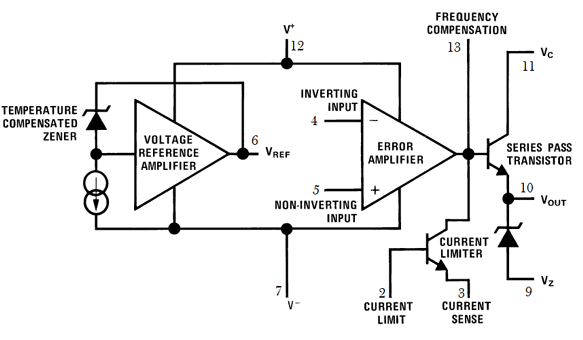 FREQUENCY
COMPENSATION
13
V+
12
VC
11
TEMPERATURE
COMPENSATED
ZENER
VOLTAGE
REFERENCE
AMPLIFIER
6
VREF
INVERTING
INPUT
4
−
ERROR
AMPLIFIER
SERIES PASS
TRANSISTOR
5
+
NON-INVERTING
INPUT
10
VOUT
CURRENT
LIMITER
7
V−
2
CURRENT
LIMIT
3
CURRENT
SENSE
9
VZ